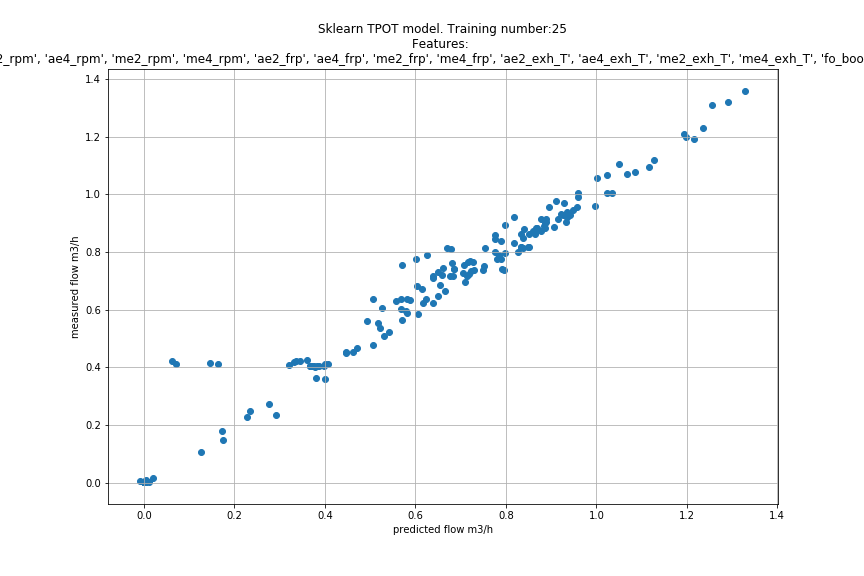 Sklearn TPOT model. Training number:25
Features:
2_rpm', 'ae4_rpm', 'me2_rpm', 'me4_rpm', 'ae2_frp', 'ae4_frp', 'me2_frp', 'me4_frp', 'ae2_exh_T', 'ae4_exh_T', 'me2_exh_T', 'me4_exh_T', 'fo_boo
1.4
1.2
1.0
0.8
0.6
0.4
0.2
0.0
measured flow m3/h
0.0 0.2 0.4 0.6 0.8 1.0 1.2 1.4
predicted flow m3/h